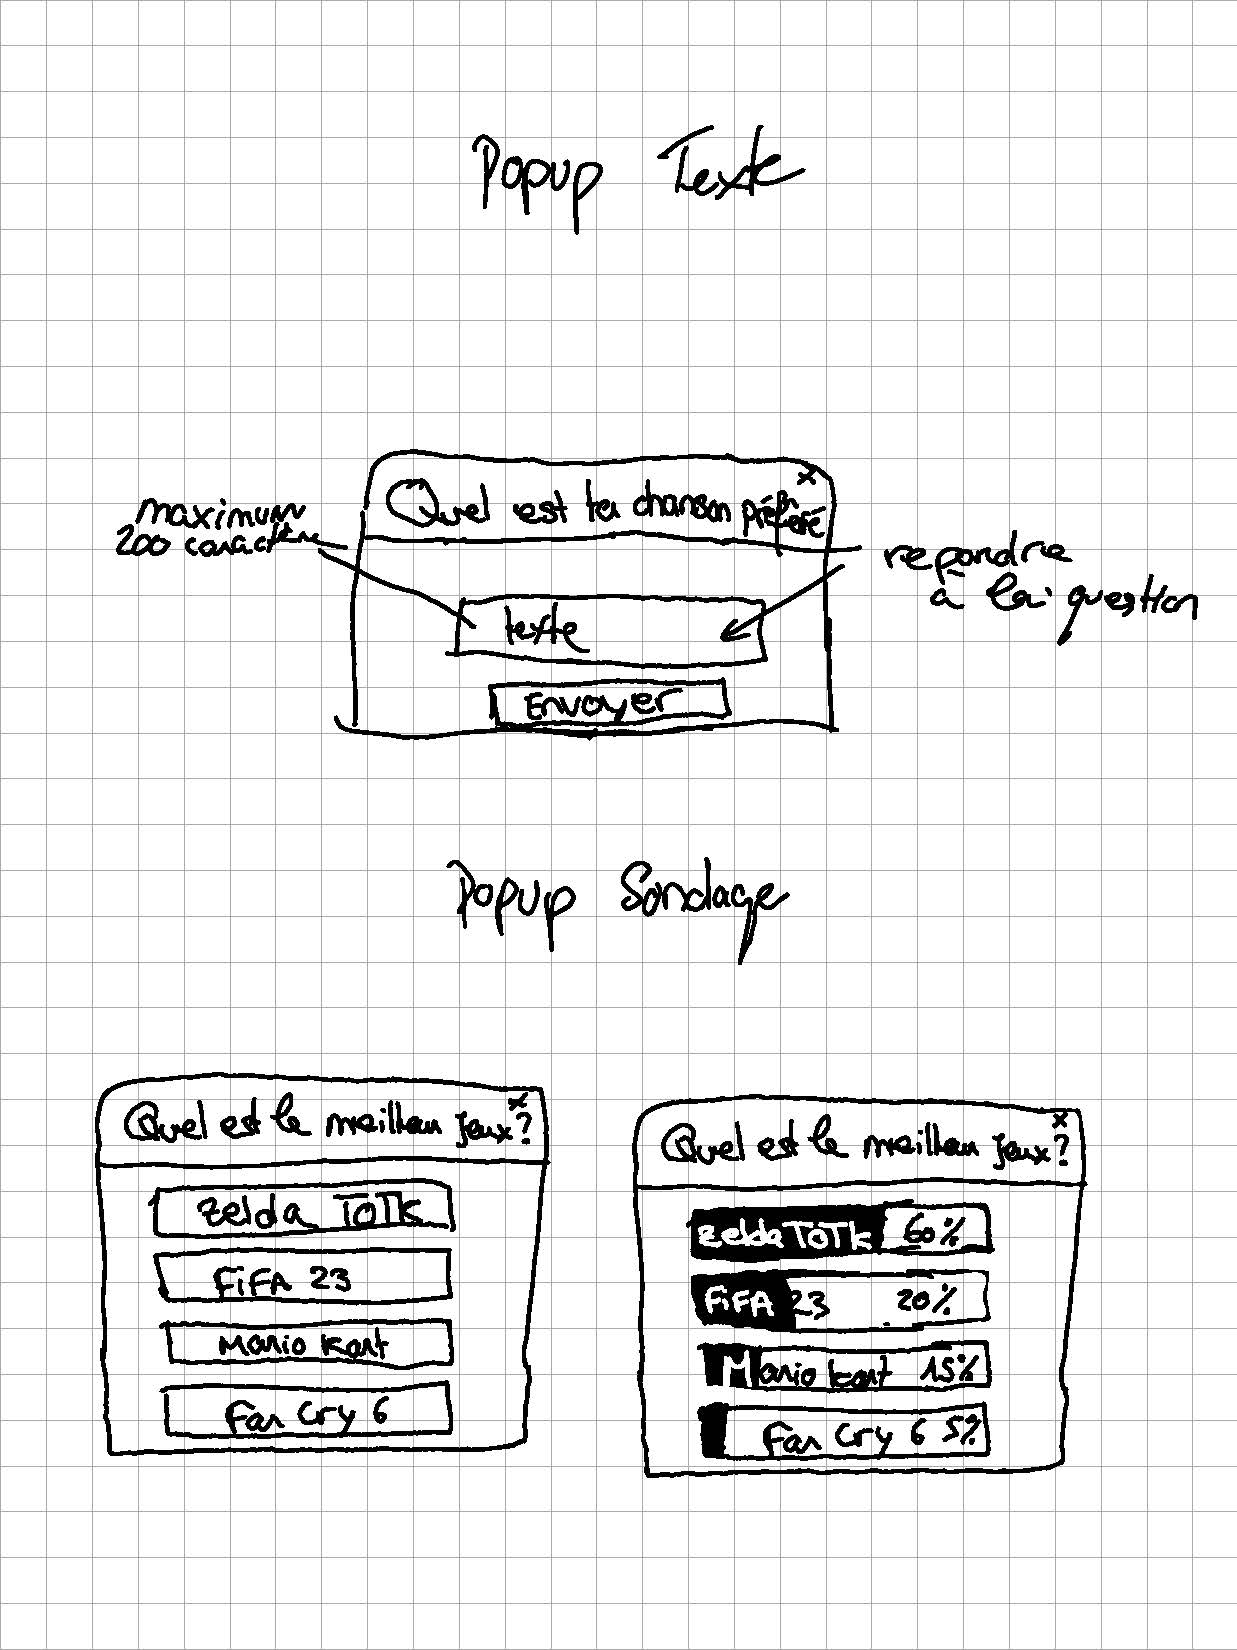 Popup Texte
x
Quel est ta chanson préféré
maximum
200 caractère
repondre
à la question
texte
Envoyer
Popup Sondage
x
Quel est le meilleur jeux?
Zelda TOTK
FiFA 23
Mario kart
Far Cry 6
x
Quel est le meilleur jeux?
Zelda TOTK 60%
FiFA 23 20%
Mario kart 15%
Far Cry 6 5%